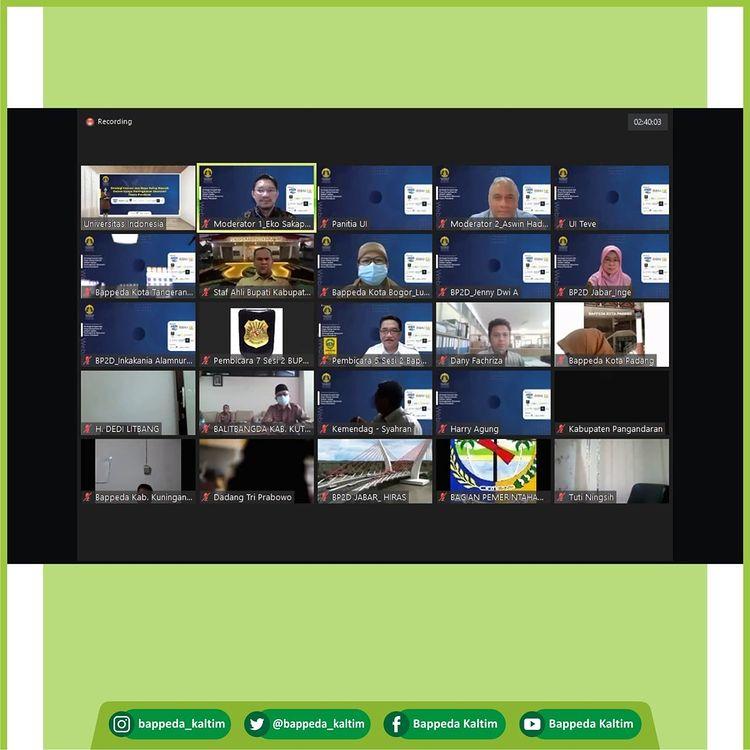 Recording
02:40:03
Universitas Indonesia
Moderator 1_Eko Sakap...
Panitia UI
Moderator 2_Aswin Had...
UI Teve
Bappeda Kota Tangeran...
Staf Ahli Bupati Kabupat...
Bappeda Kota Bogor_Lu...
BP2D_Jenny Dwi A
BP2D Jabar_Inge
BP2D_Inkakania Alamnur...
Pembicara 7 Sesi 2 BUP...
Pembicara 5 Sesi 2 Bap...
Dany Fachriza
BAPPEDA KOTA PADANG
Bappeda Kota Padang
H. DEDI LITBANG
BALITBANGDA KAB. KUT...
Kemendag - Syahran
Harry Agung
Kabupaten Pangandaran
Bappeda Kab. Kuningan...
Dadang Tri Prabowo
BP2D JABAR_ HIRAS
BAGIAN PEMERINTAHA...
Tuti Ningsih
bappeda_kaltim
@bappeda_kaltim
Bappeda Kaltim
Bappeda Kaltim